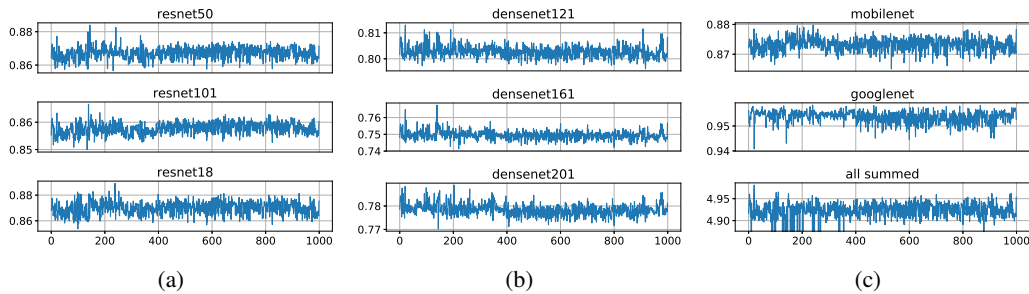 resnet50
0.88
0.86
resnet101
0.86
0.85
resnet18
0.88
0.86
0 200 400 600 800 1000
(a)
densenet121
0.81
0.80
densenet161
0.76
0.75
0.74
densenet201
0.78
0.77
0 200 400 600 800 1000
(b)
mobilenet
0.88
0.87
googlenet
0.95
0.94
all summed
4.95
4.90
0 200 400 600 800 1000
(c)